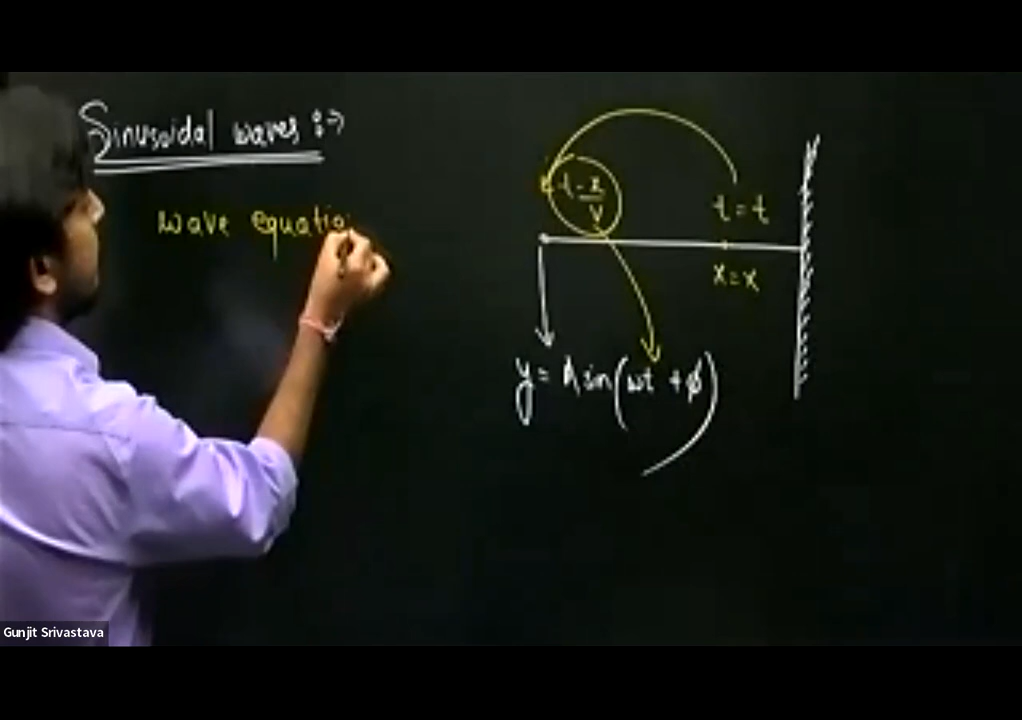 Sinusoidal waves :→
wave equatio
t - x/v
t = t
x = x
y = A sin(ωt + ϕ)
Gunjit Srivastava